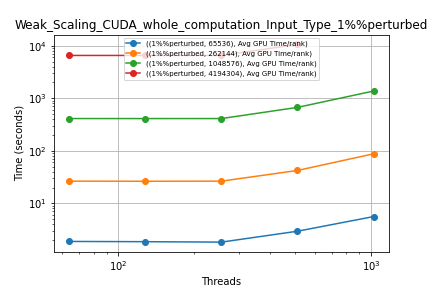 Weak_Scaling_CUDA_whole_computation_Input_Type_1%%perturbed
((1%%perturbed, 65536), Avg GPU Time/rank)
((1%%perturbed, 262144), Avg GPU Time/rank)
((1%%perturbed, 1048576), Avg GPU Time/rank)
((1%%perturbed, 4194304), Avg GPU Time/rank)
Time (seconds)
10⁴
10³
10²
10¹
10²
10³
Threads